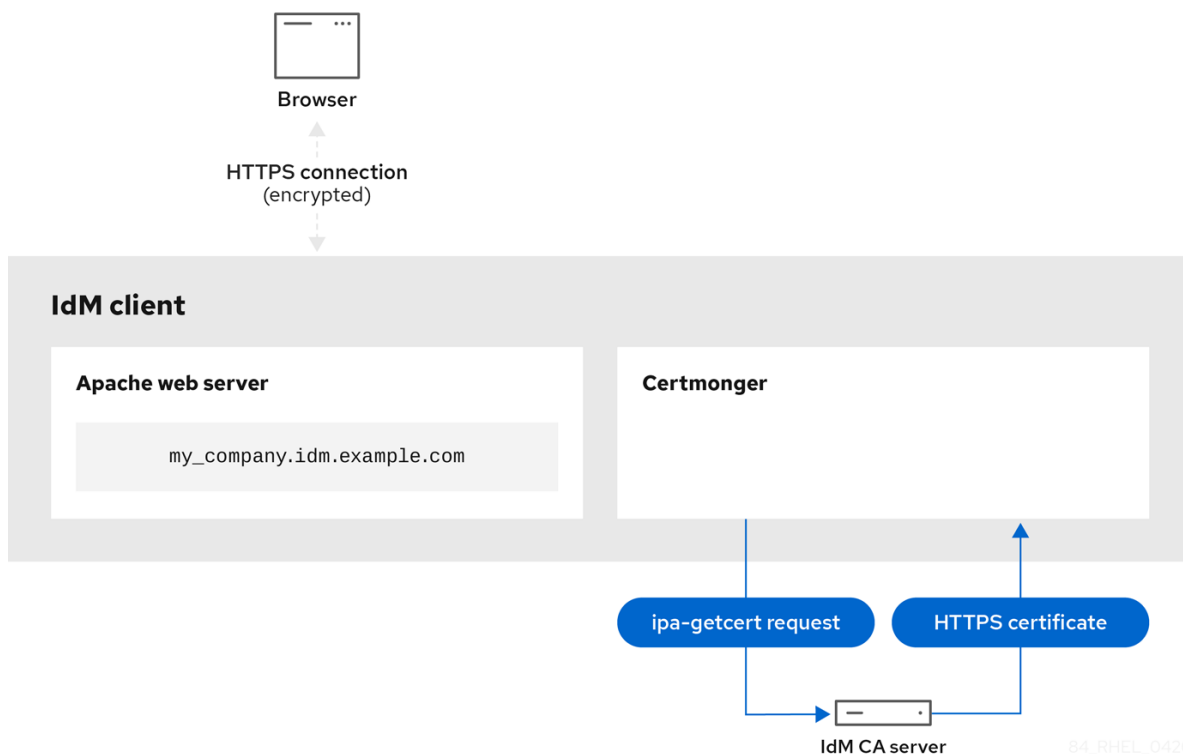 Browser
HTTPS connection
(encrypted)
IdM client
Apache web server
my_company.idm.example.com
Certmonger
ipa-getcert request
HTTPS certificate
IdM CA server
84_RHEL_042